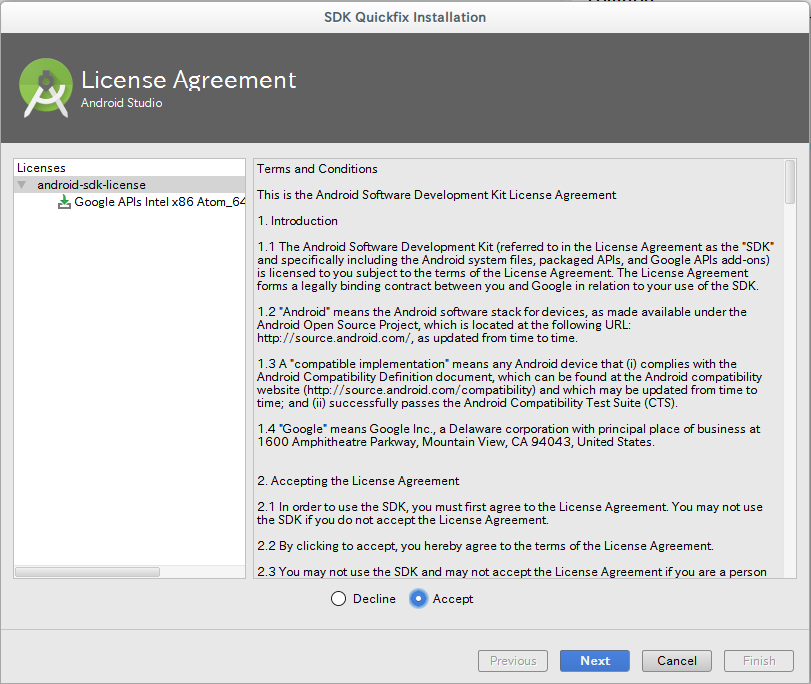 SDK Quickfix Installation
License Agreement
Android Studio
Licenses
android-sdk-license
Google APIs Intel x86 Atom_64
Terms and Conditions
This is the Android Software Development Kit License Agreement
1. Introduction
1.1 The Android Software Development Kit (referred to in the License Agreement as the "SDK"
and specifically including the Android system files, packaged APIs, and Google APIs add-ons)
is licensed to you subject to the terms of the License Agreement. The License Agreement
forms a legally binding contract between you and Google in relation to your use of the SDK.
1.2 "Android" means the Android software stack for devices, as made available under the
Android Open Source Project, which is located at the following URL:
http://source.android.com/, as updated from time to time.
1.3 A "compatible implementation" means any Android device that (i) complies with the
Android Compatibility Definition document, which can be found at the Android compatibility
website (http://source.android.com/compatibility) and which may be updated from time to
time; and (ii) successfully passes the Android Compatibility Test Suite (CTS).
1.4 "Google" means Google Inc., a Delaware corporation with principal place of business at
1600 Amphitheatre Parkway, Mountain View, CA 94043, United States.
2. Accepting the License Agreement
2.1 In order to use the SDK, you must first agree to the License Agreement. You may not use
the SDK if you do not accept the License Agreement.
2.2 By clicking to accept, you hereby agree to the terms of the License Agreement.
2.3 You may not use the SDK and may not accept the License Agreement if you are a person
Decline Accept
Previous Next Cancel Finish